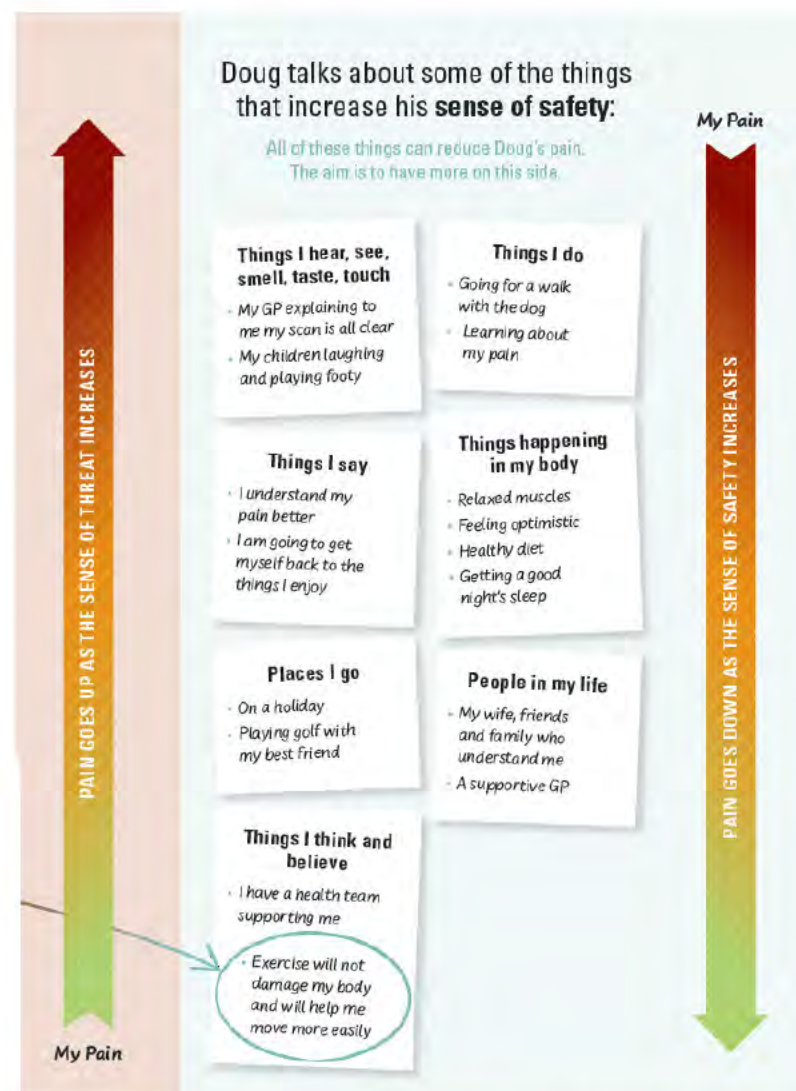 Doug talks about some of the things
that increase his sense of safety:
All of these things can reduce Doug's pain.
The aim is to have more on this side.
My Pain
PAIN GOES UP AS THE SENSE OF THREAT INCREASES
Things I hear, see,
smell, taste, touch
· My GP explaining to
me my scan is all clear
· My children laughing
and playing footy
Things I do
· Going for a walk
with the dog
· Learning about
my pain
Things I say
· I understand my
pain better
· I am going to get
myself back to the
things I enjoy
Things happening
in my body
· Relaxed muscles
· Feeling optimistic
· Healthy diet
· Getting a good
night's sleep
Places I go
· On a holiday
· Playing golf with
my best friend
People in my life
· My wife, friends
and family who
understand me
· A supportive GP
Things I think and
believe
· I have a health team
supporting me
· Exercise will not
damage my body
and will help me
move more easily
PAIN GOES DOWN AS THE SENSE OF SAFETY INCREASES
My Pain